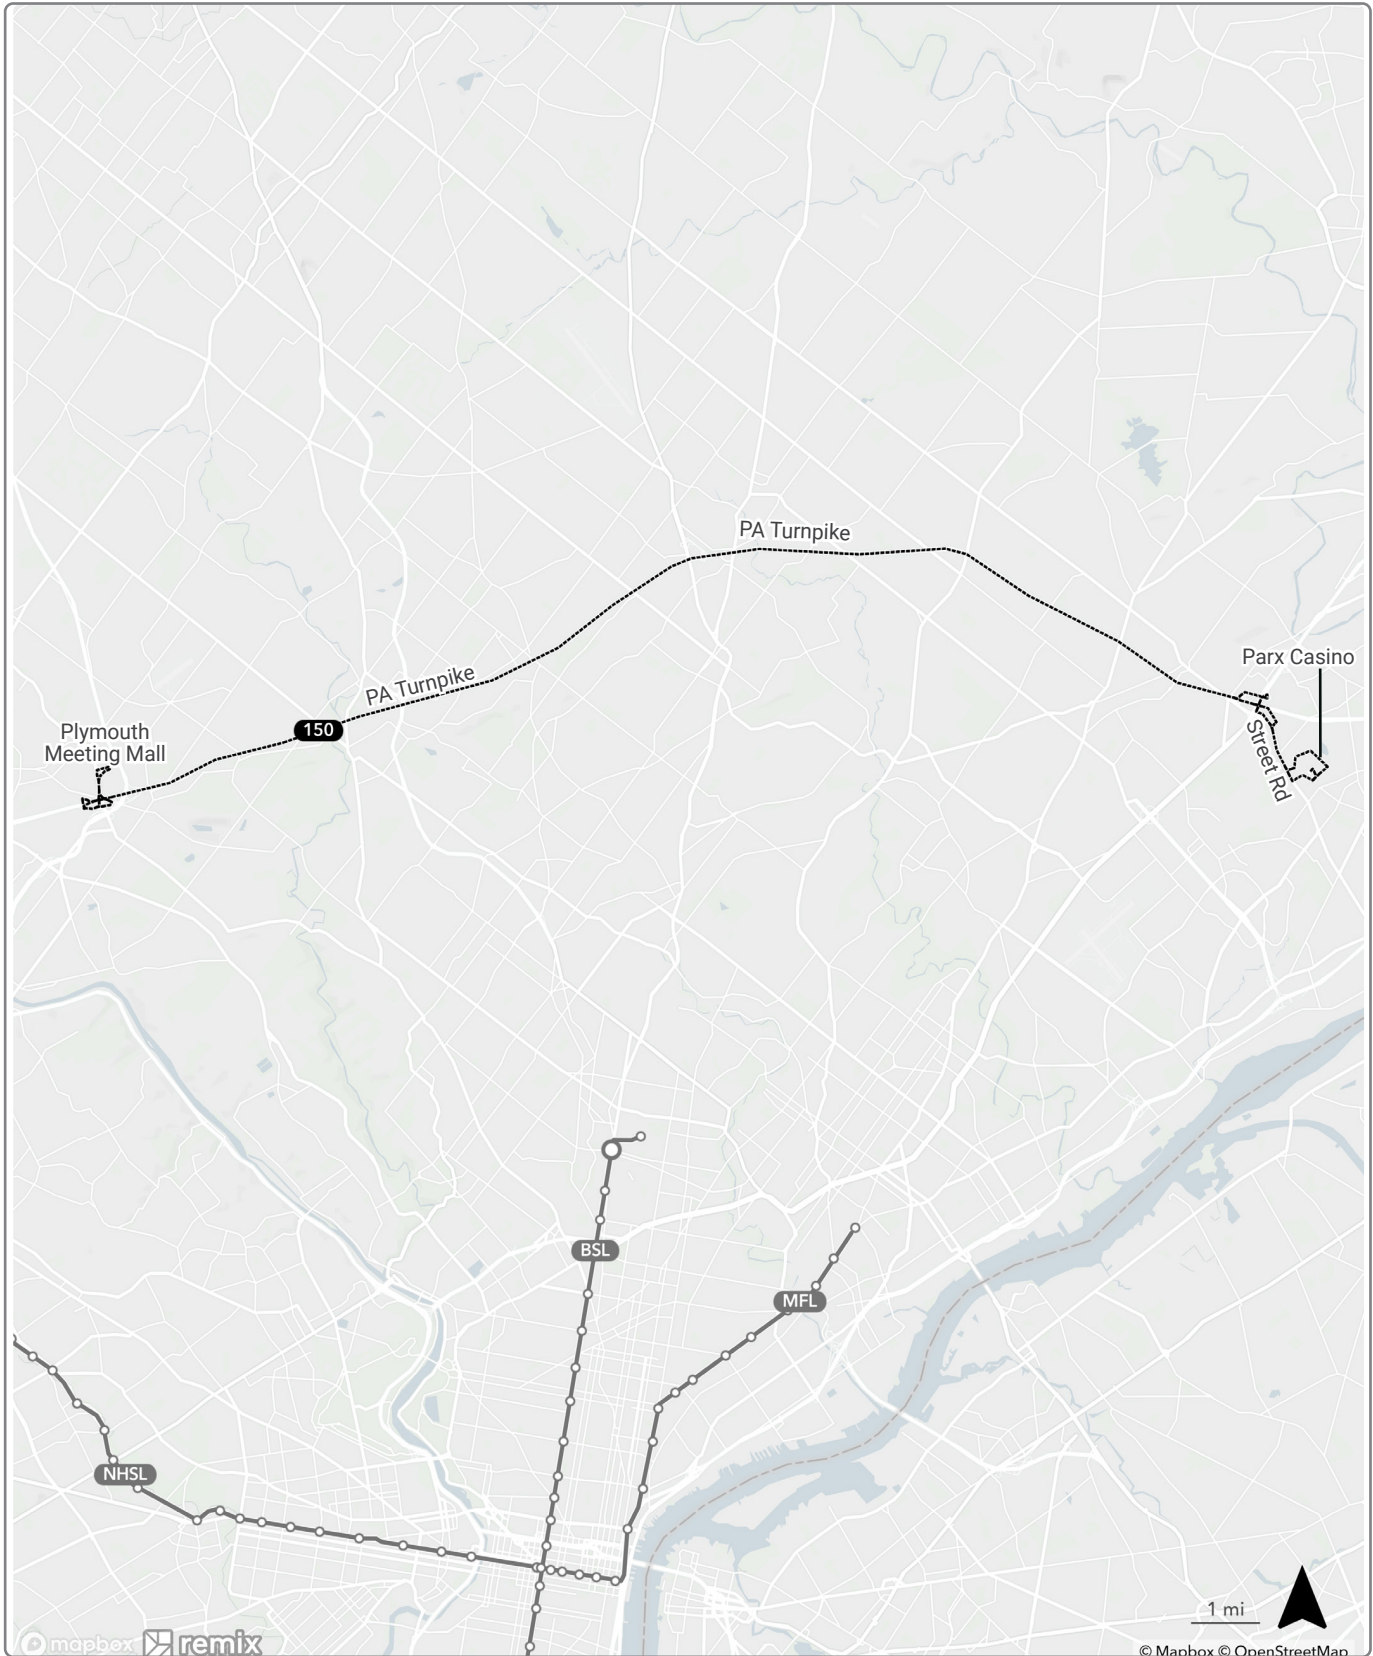 PA Turnpike
Parx Casino
PA Turnpike
Plymouth
Meeting Mall
150
Street Rd
BSL
MFL
NHSL
1 mi
mapbox remix
© Mapbox © OpenStreetMap